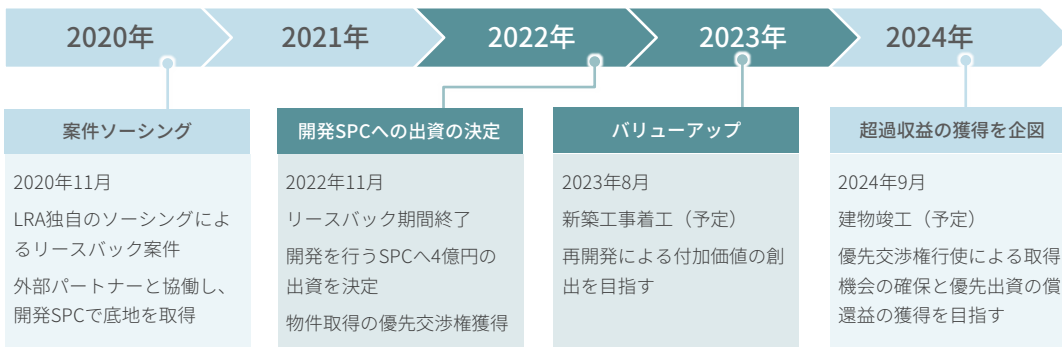 2020年
2021年
2022年
2023年
2024年
案件ソーシング
2020年11月
LRA独自のソーシングによ
るリースバック案件
外部パートナーと協働し、
開発SPCで底地を取得
開発SPCへの出資の決定
2022年11月
リースバック期間終了
開発を行うSPCへ4億円の
出資を決定
物件取得の優先交渉権獲得
バリューアップ
2023年8月
新築工事着工（予定）
再開発による付加価値の創
出を目指す
超過収益の獲得を企図
2024年9月
建物竣工（予定）
優先交渉権行使による取得
機会の確保と優先出資の償
還益の獲得を目指す